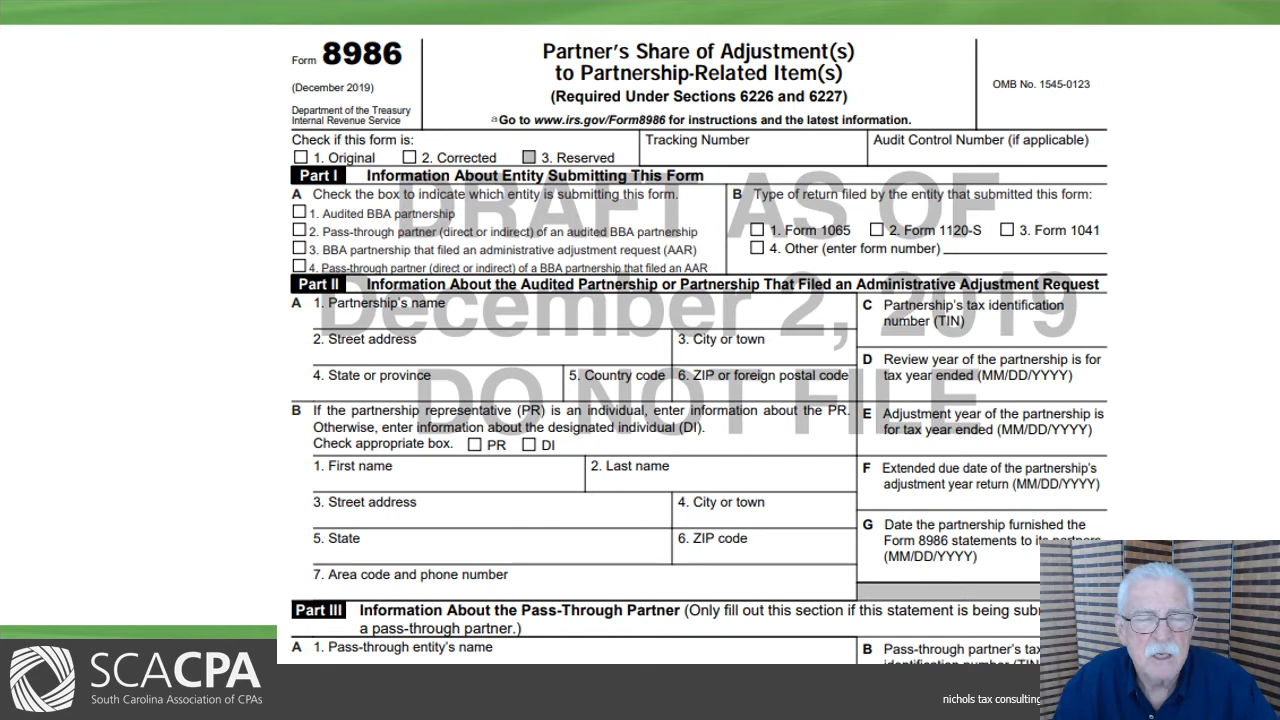 Form 8986
(December 2019)
Department of the Treasury
Internal Revenue Service
Partner's Share of Adjustment(s)
to Partnership-Related Item(s)
(Required Under Sections 6226 and 6227)
a Go to www.irs.gov/Form8986 for instructions and the latest information.
OMB No. 1545-0123
Check if this form is:
1. Original 2. Corrected 3. Reserved
Tracking Number
Audit Control Number (if applicable)
Part I Information About Entity Submitting This Form
A Check the box to indicate which entity is submitting this form.
1. Audited BBA partnership
2. Pass-through partner (direct or indirect) of an audited BBA partnership
3. BBA partnership that filed an administrative adjustment request (AAR)
4. Pass-through partner (direct or indirect) of a BBA partnership that filed an AAR
B Type of return filed by the entity that submitted this form:
1. Form 1065 2. Form 1120-S 3. Form 1041
4. Other (enter form number)
DRAFT AS OF
December 2, 2019
DO NOT FILE
Part II Information About the Audited Partnership or Partnership That Filed an Administrative Adjustment Request
A 1. Partnership's name
2. Street address 3. City or town
4. State or province 5. Country code 6. ZIP or foreign postal code
B If the partnership representative (PR) is an individual, enter information about the PR.
Otherwise, enter information about the designated individual (DI).
Check appropriate box. PR DI
1. First name 2. Last name
3. Street address 4. City or town
5. State 6. ZIP code
7. Area code and phone number
C Partnership's tax identification
number (TIN)
D Review year of the partnership is for
tax year ended (MM/DD/YYYY)
E Adjustment year of the partnership is
for tax year ended (MM/DD/YYYY)
F Extended due date of the partnership's
adjustment year return (MM/DD/YYYY)
G Date the partnership furnished the
Form 8986 statements to its partners
(MM/DD/YYYY)
Part III Information About the Pass-Through Partner (Only fill out this section if this statement is being
a pass-through partner.)
A 1. Pass-through entity's name
B Pass-through partner's tax
identification number (TIN)
SCACPA
South Carolina Association of CPAs
nichols tax consulting